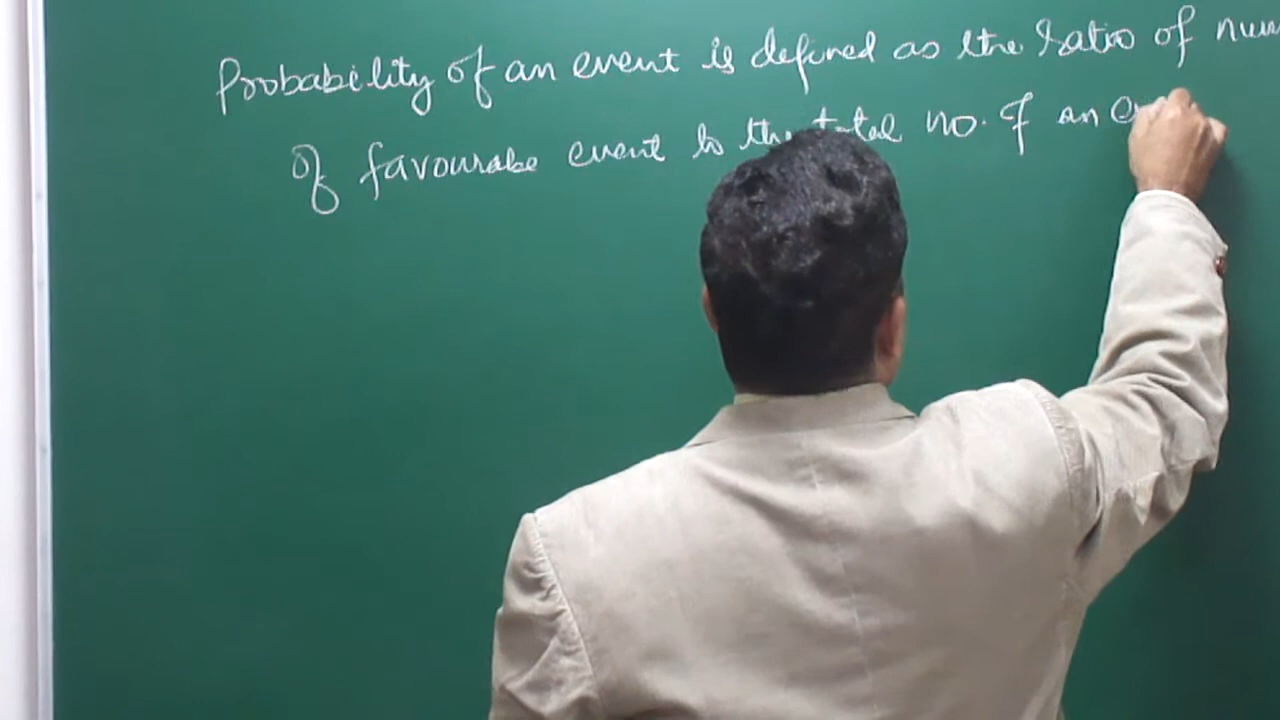 Probability of an event is defined as the ratio of num
of favourabe event to the total no. of an